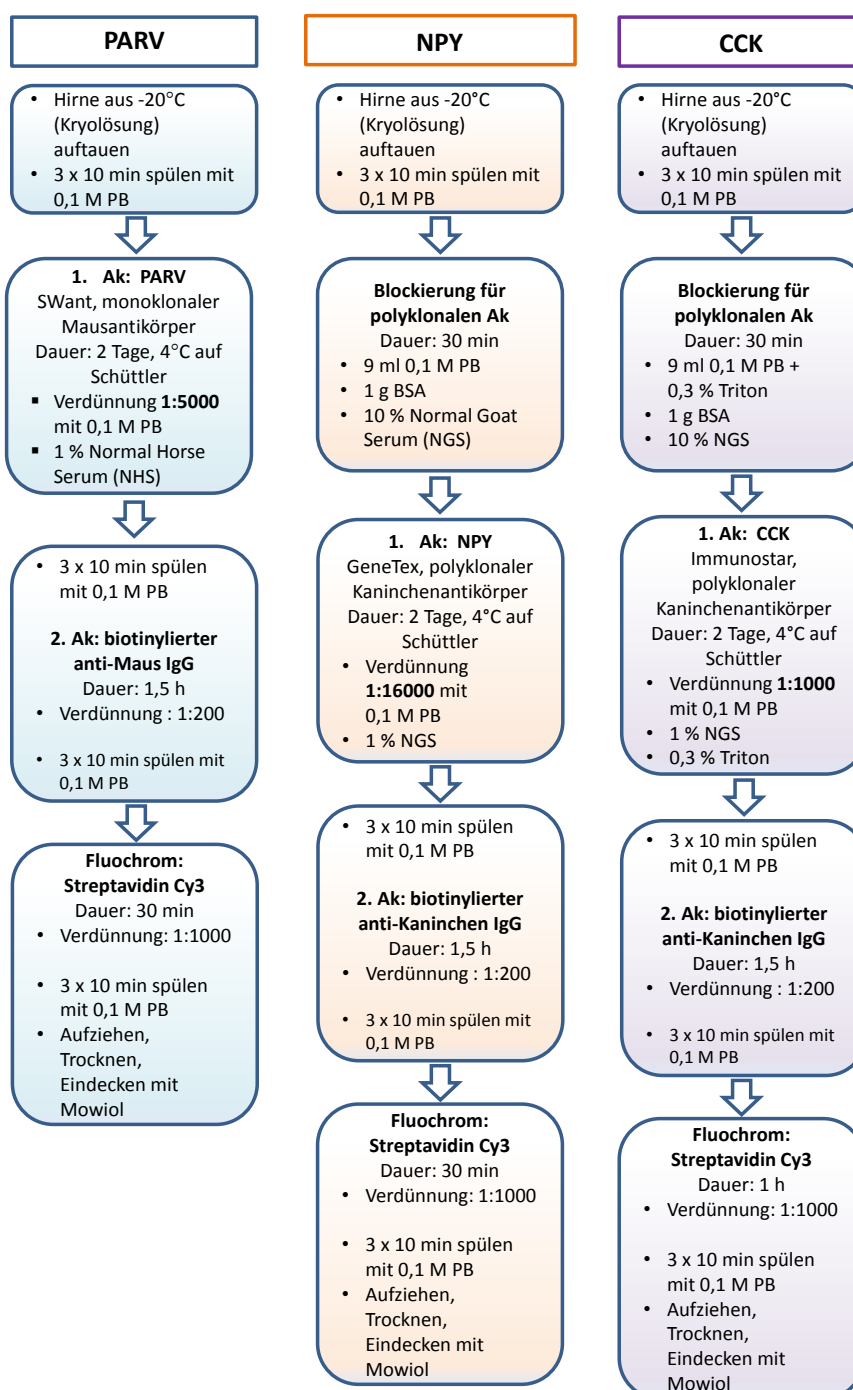 PARV
• Hirne aus -20°C
(Kryolösung)
auftauen
• 3 x 10 min spülen mit
0,1 M PB
1. Ak: PARV
SWant, monoklonaler
Mausantikörper
Dauer: 2 Tage, 4°C auf
Schüttler
▪ Verdünnung 1:5000
mit 0,1 M PB
▪ 1 % Normal Horse
Serum (NHS)
• 3 x 10 min spülen
mit 0,1 M PB
2. Ak: biotinylierter
anti-Maus IgG
Dauer: 1,5 h
• Verdünnung : 1:200
• 3 x 10 min spülen mit
0,1 M PB
Fluochrom:
Streptavidin Cy3
Dauer: 30 min
• Verdünnung: 1:1000
• 3 x 10 min spülen
mit 0,1 M PB
• Aufziehen,
Trocknen,
Eindecken mit
Mowiol
NPY
• Hirne aus -20°C
(Kryolösung)
auftauen
• 3 x 10 min spülen mit
0,1 M PB
Blockierung für
polyklonalen Ak
Dauer: 30 min
• 9 ml 0,1 M PB
• 1 g BSA
• 10 % Normal Goat
Serum (NGS)
1. Ak: NPY
GeneTex, polyklonaler
Kaninchenantikörper
Dauer: 2 Tage, 4°C auf
Schüttler
• Verdünnung
1:16000 mit
0,1 M PB
• 1 % NGS
• 3 x 10 min spülen
mit 0,1 M PB
2. Ak: biotinylierter
anti-Kaninchen IgG
Dauer: 1,5 h
• Verdünnung : 1:200
• 3 x 10 min spülen mit
0,1 M PB
Fluochrom:
Streptavidin Cy3
Dauer: 30 min
• Verdünnung: 1:1000
• 3 x 10 min spülen
mit 0,1 M PB
• Aufziehen,
Trocknen,
Eindecken mit
Mowiol
CCK
• Hirne aus -20°C
(Kryolösung)
auftauen
• 3 x 10 min spülen mit
0,1 M PB
Blockierung für
polyklonalen Ak
Dauer: 30 min
• 9 ml 0,1 M PB +
0,3 % Triton
• 1 g BSA
• 10 % NGS
1. Ak: CCK
Immunostar,
polyklonaler
Kaninchenantikörper
Dauer: 2 Tage, 4°C auf
Schüttler
• Verdünnung 1:1000
mit 0,1 M PB
• 1 % NGS
• 0,3 % Triton
• 3 x 10 min spülen
mit 0,1 M PB
2. Ak: biotinylierter
anti-Kaninchen IgG
Dauer: 1,5 h
• Verdünnung : 1:200
• 3 x 10 min spülen mit
0,1 M PB
Fluochrom:
Streptavidin Cy3
Dauer: 1 h
• Verdünnung: 1:1000
• 3 x 10 min spülen
mit 0,1 M PB
• Aufziehen,
Trocknen,
Eindecken mit
Mowiol